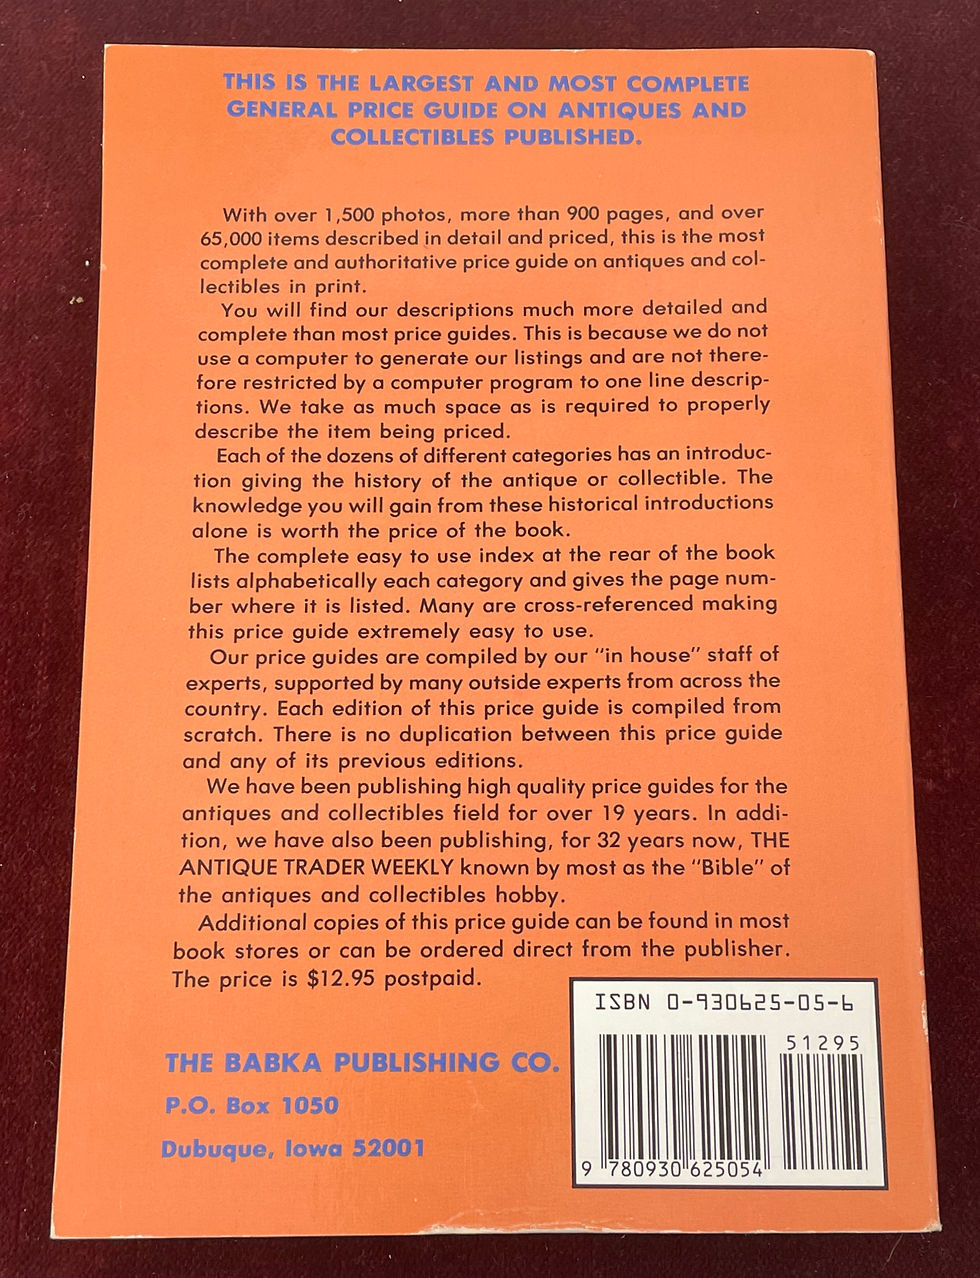 THIS IS THE LARGEST AND MOST COMPLETE
GENERAL PRICE GUIDE ON ANTIQUES AND
COLLECTIBLES PUBLISHED.
With over 1,500 photos, more than 900 pages, and over
65,000 items described in detail and priced, this is the most
complete and authoritative price guide on antiques and col-
lectibles in print.
You will find our descriptions much more detailed and
complete than most price guides. This is because we do not
use a computer to generate our listings and are not there-
fore restricted by a computer program to one line descrip-
tions. We take as much space as is required to properly
describe the item being priced.
Each of the dozens of different categories has an introduc-
tion giving the history of the antique or collectible. The
knowledge you will gain from these historical introductions
alone is worth the price of the book.
The complete easy to use index at the rear of the book
lists alphabetically each category and gives the page num-
ber where it is listed. Many are cross-referenced making
this price guide extremely easy to use.
Our price guides are compiled by our "in house" staff of
experts, supported by many outside experts from across the
country. Each edition of this price guide is compiled from
scratch. There is no duplication between this price guide
and any of its previous editions.
We have been publishing high quality price guides for the
antiques and collectibles field for over 19 years. In addi-
tion, we have also been publishing, for 32 years now, THE
ANTIQUE TRADER WEEKLY known by most as the "Bible" of
the antiques and collectibles hobby.
Additional copies of this price guide can be found in most
book stores or can be ordered direct from the publisher.
The price is $12.95 postpaid.
THE BABKA PUBLISHING CO.
P.O. Box 1050
Dubuque, Iowa 52001
ISBN 0-930625-05-6
51295
9 780930 625054